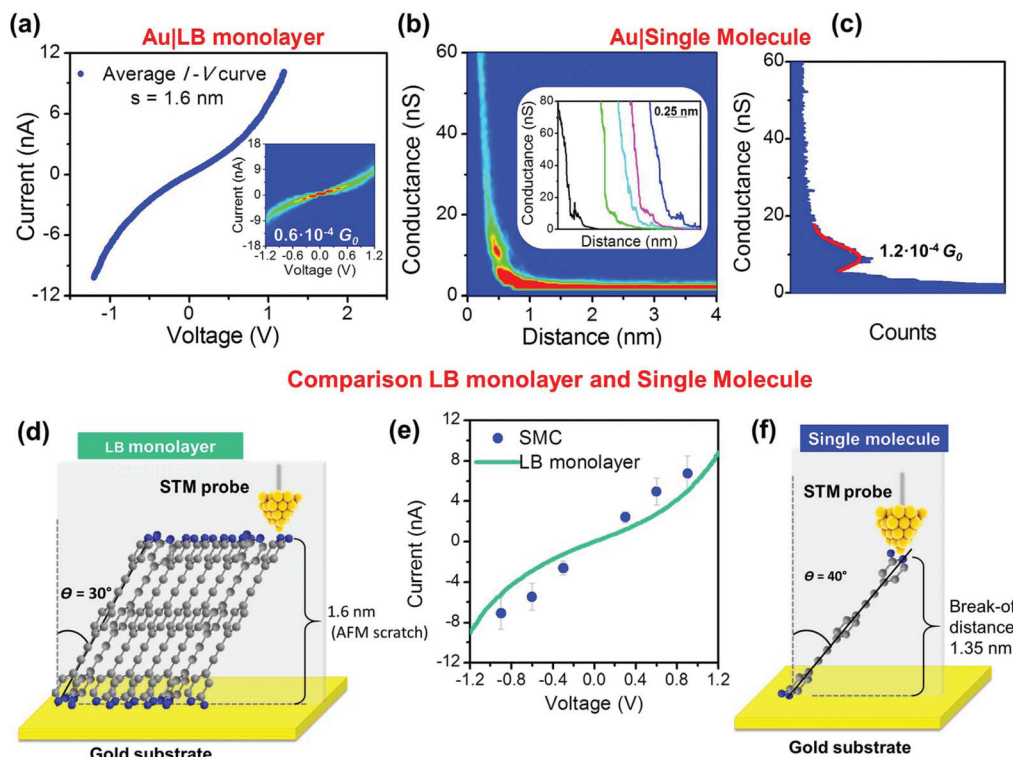 (a)
Au|LB monolayer
Average I-V curve
s = 1.6 nm
Current (nA)
12
6
0
-6
-12
-1
0
1
2
Voltage (V)
Current (nA)
18
9
0
-9
-18
0.6·10⁻⁴ G₀
-1.2
-0.6
0.0
0.6
1.2
Voltage (V)
(b)
Au|Single Molecule
Conductance (nS)
60
40
20
0
0
1
2
3
4
Distance (nm)
Conductance (nS)
80
60
40
20
0
0.25 nm
Distance (nm)
(c)
Conductance (nS)
80
60
40
20
0
1.2·10⁻⁴ G₀
Counts
Comparison LB monolayer and Single Molecule
(d)
LB monolayer
STM probe
Θ = 30°
1.6 nm
(AFM scratch)
Gold substrate
(e)
SMC
LB monolayer
Current (nA)
12
8
4
0
-4
-8
-12
-1.2
-0.8
-0.4
0.0
0.4
0.8
1.2
Voltage (V)
(f)
Single molecule
STM probe
Θ = 40°
Break-of
distance
1.35 nm
Gold substrate